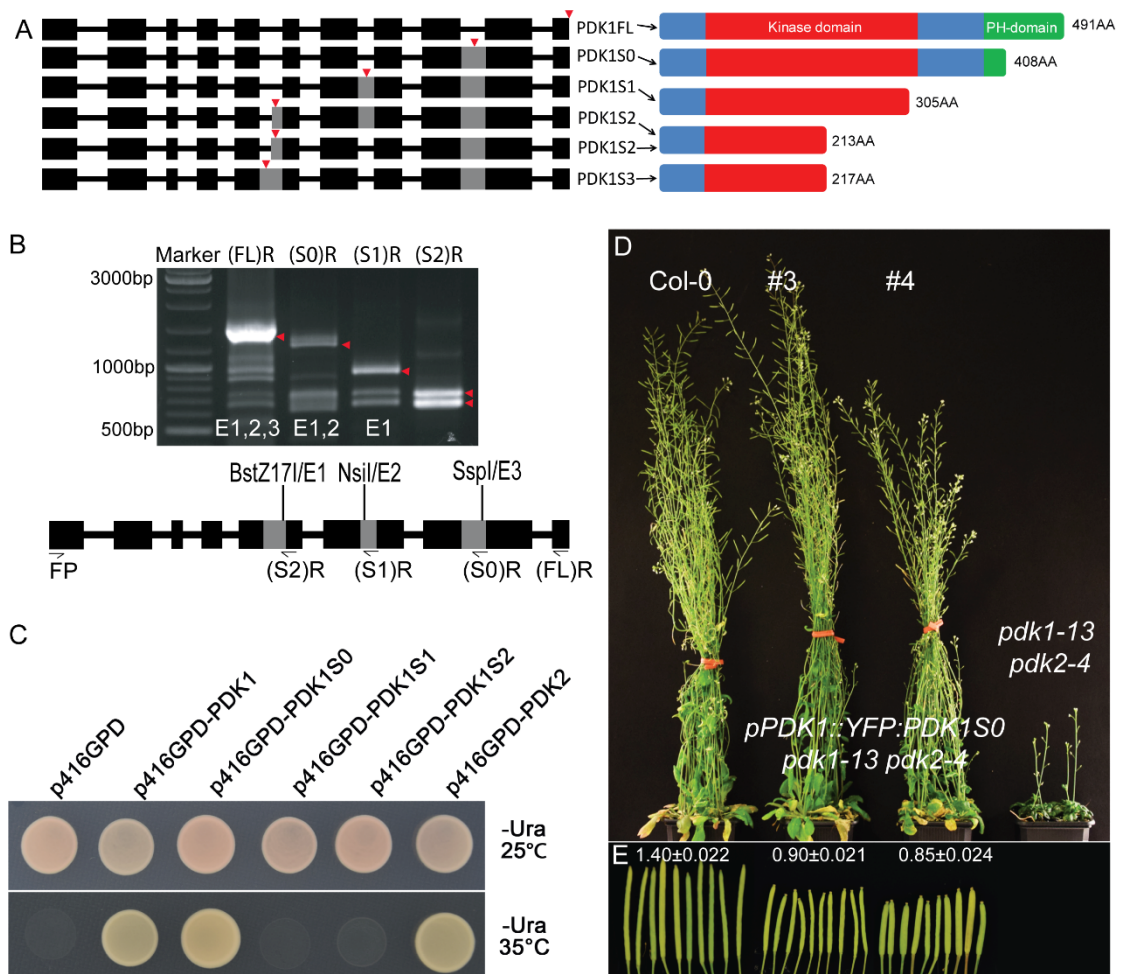 A
PDK1FL
PDK1S0
PDK1S1
PDK1S2
PDK1S2
PDK1S3
Kinase domain
PH-domain
491AA
408AA
305AA
213AA
217AA
B
Marker (FL)R (S0)R (S1)R (S2)R
3000bp
1000bp
500bp
E1,2,3 E1,2 E1
BstZ17I/E1 NsiI/E2 SspI/E3
FP (S2)R (S1)R (S0)R (FL)R
C
p416GPD
p416GPD-PDK1
p416GPD-PDK1S0
p416GPD-PDK1S1
p416GPD-PDK1S2
p416GPD-PDK2
-Ura
25°C
-Ura
35°C
D
Col-0 #3 #4
pdk1-13
pdk2-4
pPDK1::YFP:PDK1S0
pdk1-13 pdk2-4
E
1.40±0.022 0.90±0.021 0.85±0.024